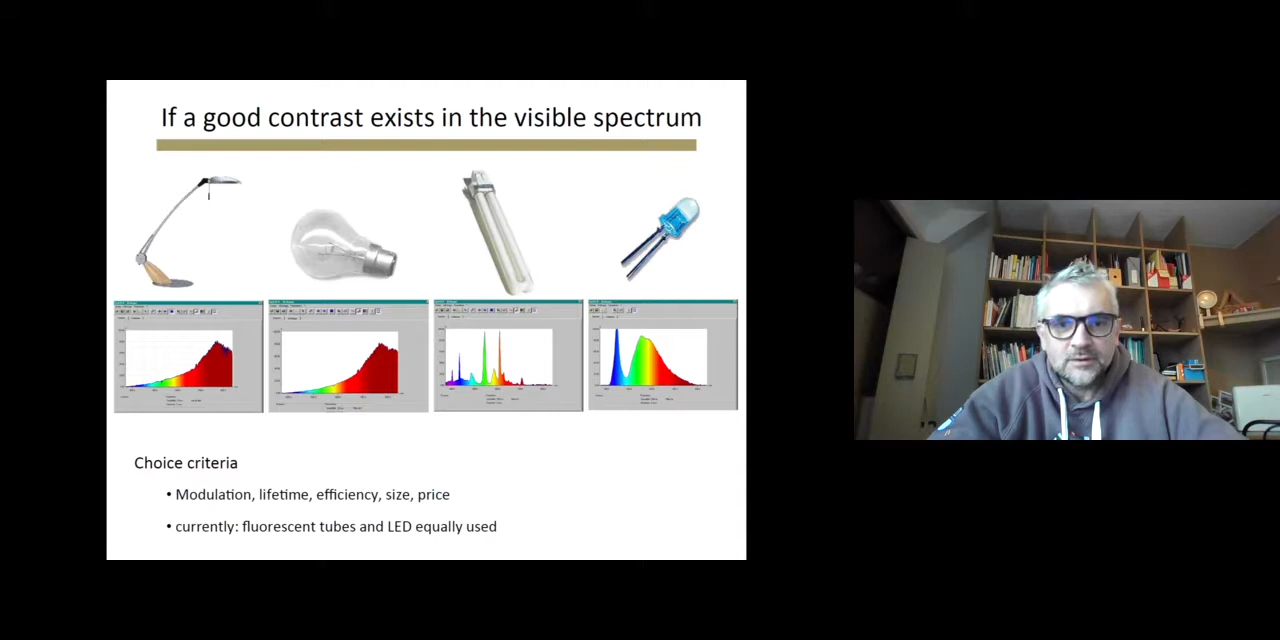 If a good contrast exists in the visible spectrum
Choice criteria
• Modulation, lifetime, efficiency, size, price
• currently: fluorescent tubes and LED equally used